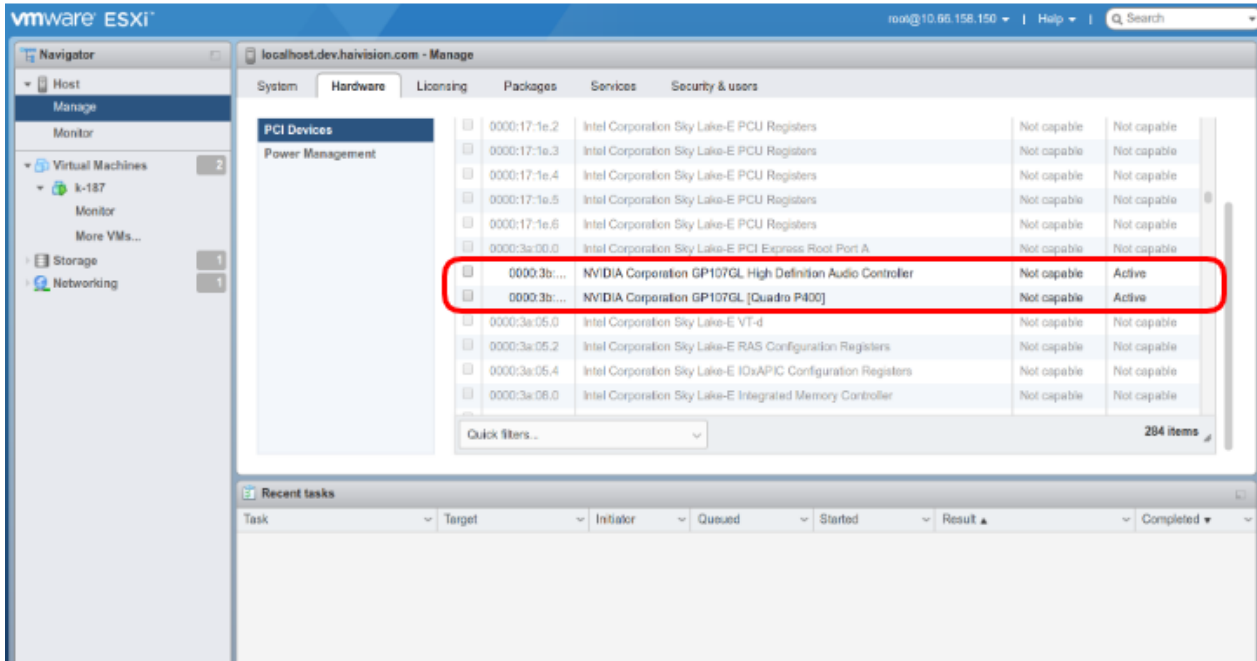 vmware ESXi™
root@10.66.158.150 | Help | Search
Navigator
Host
Manage
Monitor
Virtual Machines 2
k-187
Monitor
More VMs...
Storage 1
Networking 1
localhost.dev.haivision.com - Manage
System Hardware Licensing Packages Services Security & users
PCI Devices
Power Management
0000:17:1e.2 Intel Corporation Sky Lake-E PCU Registers Not capable Not capable
0000:17:1e.3 Intel Corporation Sky Lake-E PCU Registers Not capable Not capable
0000:17:1e.4 Intel Corporation Sky Lake-E PCU Registers Not capable Not capable
0000:17:1e.5 Intel Corporation Sky Lake-E PCU Registers Not capable Not capable
0000:17:1e.6 Intel Corporation Sky Lake-E PCU Registers Not capable Not capable
0000:3a:00.0 Intel Corporation Sky Lake-E PCI Express Root Port A Not capable Not capable
0000:3b:... NVIDIA Corporation GP107GL High Definition Audio Controller Not capable Active
0000:3b:... NVIDIA Corporation GP107GL [Quadro P400] Not capable Active
0000:3a:05.0 Intel Corporation Sky Lake-E VT-d Not capable Not capable
0000:3a:05.2 Intel Corporation Sky Lake-E RAS Configuration Registers Not capable Not capable
0000:3a:05.4 Intel Corporation Sky Lake-E IOxAPIC Configuration Registers Not capable Not capable
0000:3a:08.0 Intel Corporation Sky Lake-E Integrated Memory Controller Not capable Not capable
Quick filters... 284 items
Recent tasks
Task Target Initiator Queued Started Result Completed